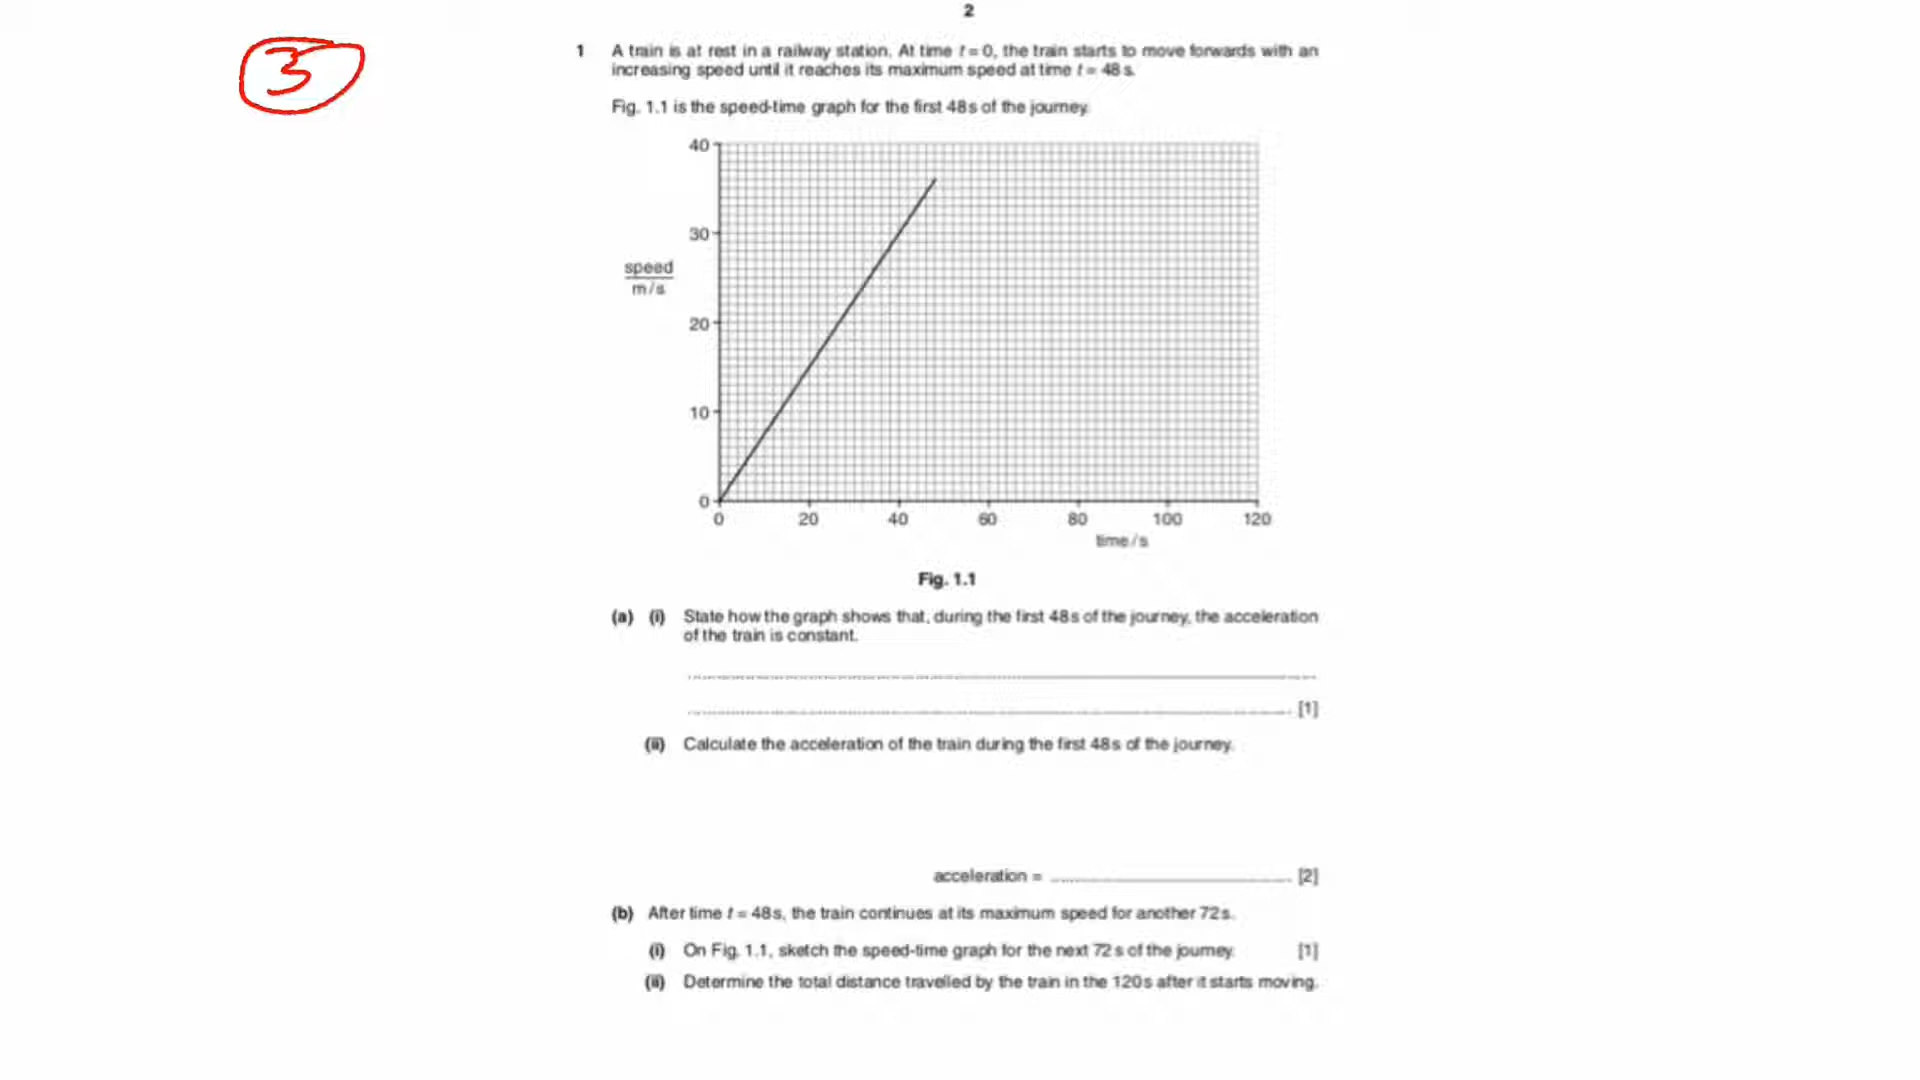 2
3
1 A train is at rest in a railway station. At time t = 0, the train starts to move forwards with an
increasing speed until it reaches its maximum speed at time t = 48 s.
Fig. 1.1 is the speed-time graph for the first 48 s of the journey.
40
30
speed
m/s
20
10
0
0 20 40 60 80 100 120
time/s
Fig. 1.1
(a) (i) State how the graph shows that, during the first 48 s of the journey, the acceleration
of the train is constant.
[1]
(ii) Calculate the acceleration of the train during the first 48 s of the journey.
acceleration = [2]
(b) After time t = 48 s, the train continues at its maximum speed for another 72 s.
(i) On Fig. 1.1, sketch the speed-time graph for the next 72 s of the journey. [1]
(ii) Determine the total distance travelled by the train in the 120 s after it starts moving.